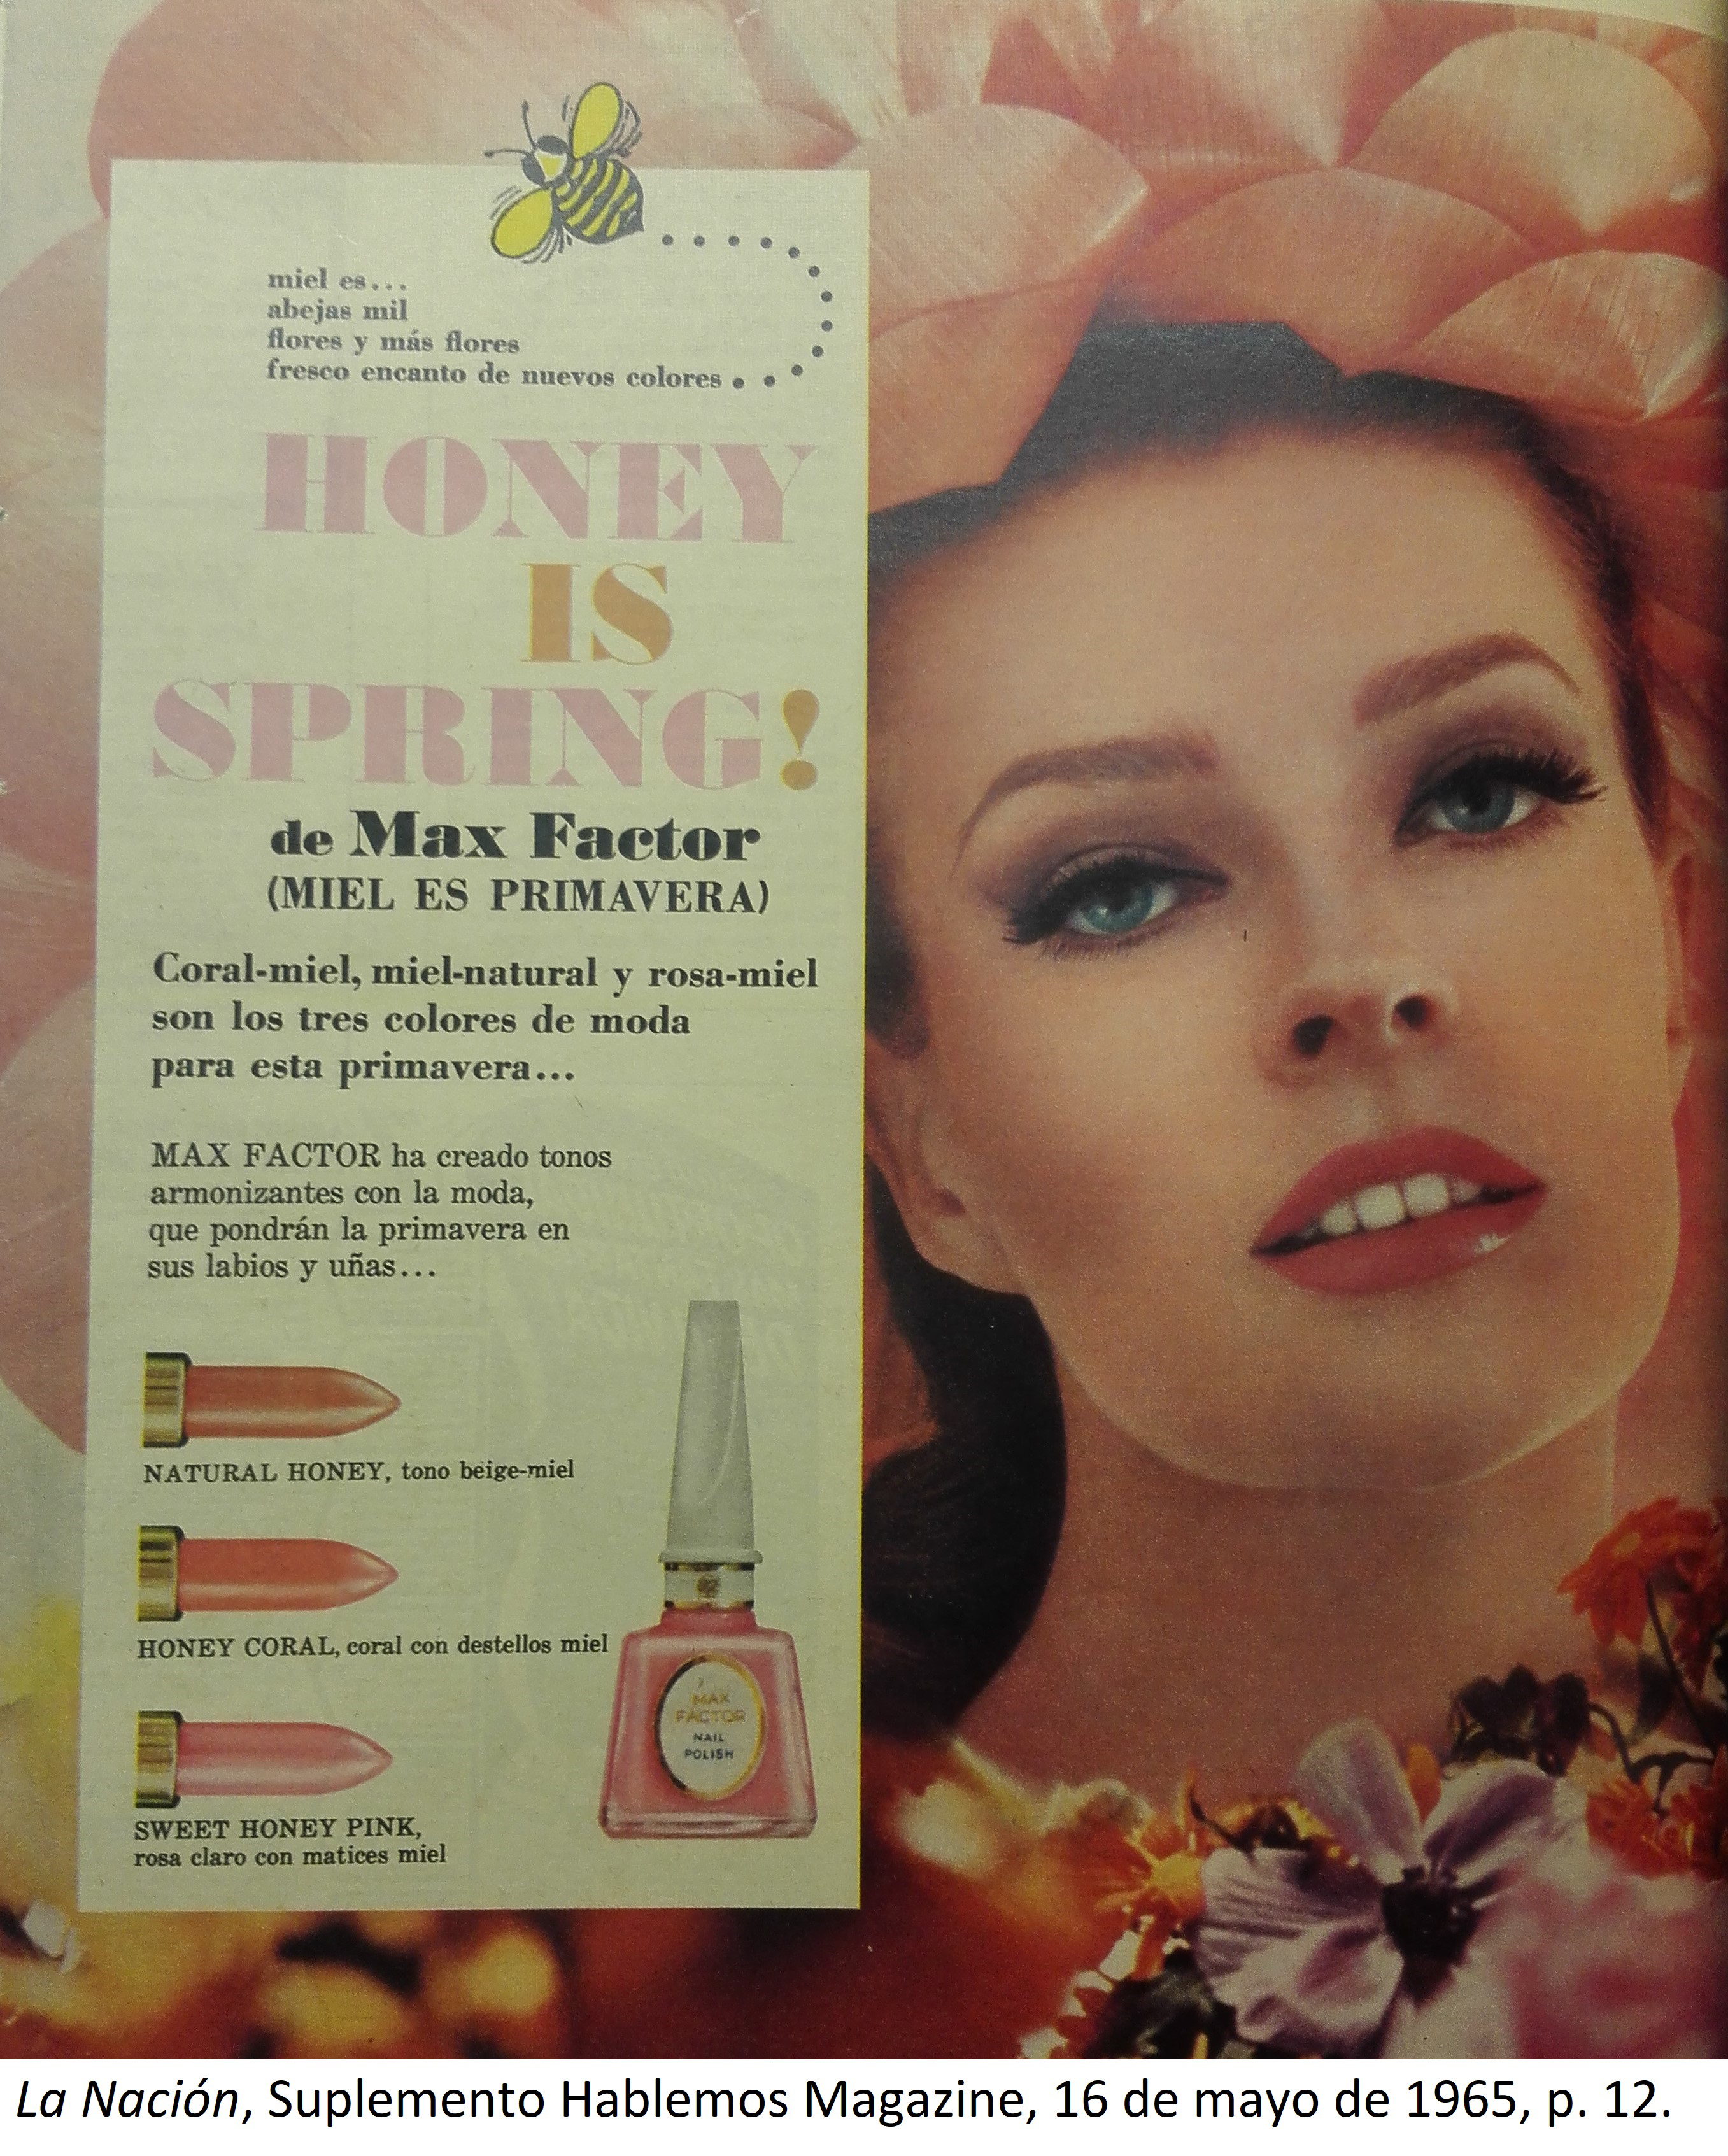 miel es...
abejas mil
flores y más flores
fresco encanto de nuevos colores
HONEY
IS
SPRING!
de Max Factor
(MIEL ES PRIMAVERA)
Coral-miel, miel-natural y rosa-miel
son los tres colores de moda
para esta primavera...
MAX FACTOR ha creado tonos
armonizantes con la moda,
que pondrán la primavera en
sus labios y uñas...
NATURAL HONEY, tono beige-miel
HONEY CORAL, coral con destellos miel
MAX
FACTOR
NAIL
POLISH
SWEET HONEY PINK,
rosa claro con matices miel
La Nación, Suplemento Hablemos Magazine, 16 de mayo de 1965, p. 12.